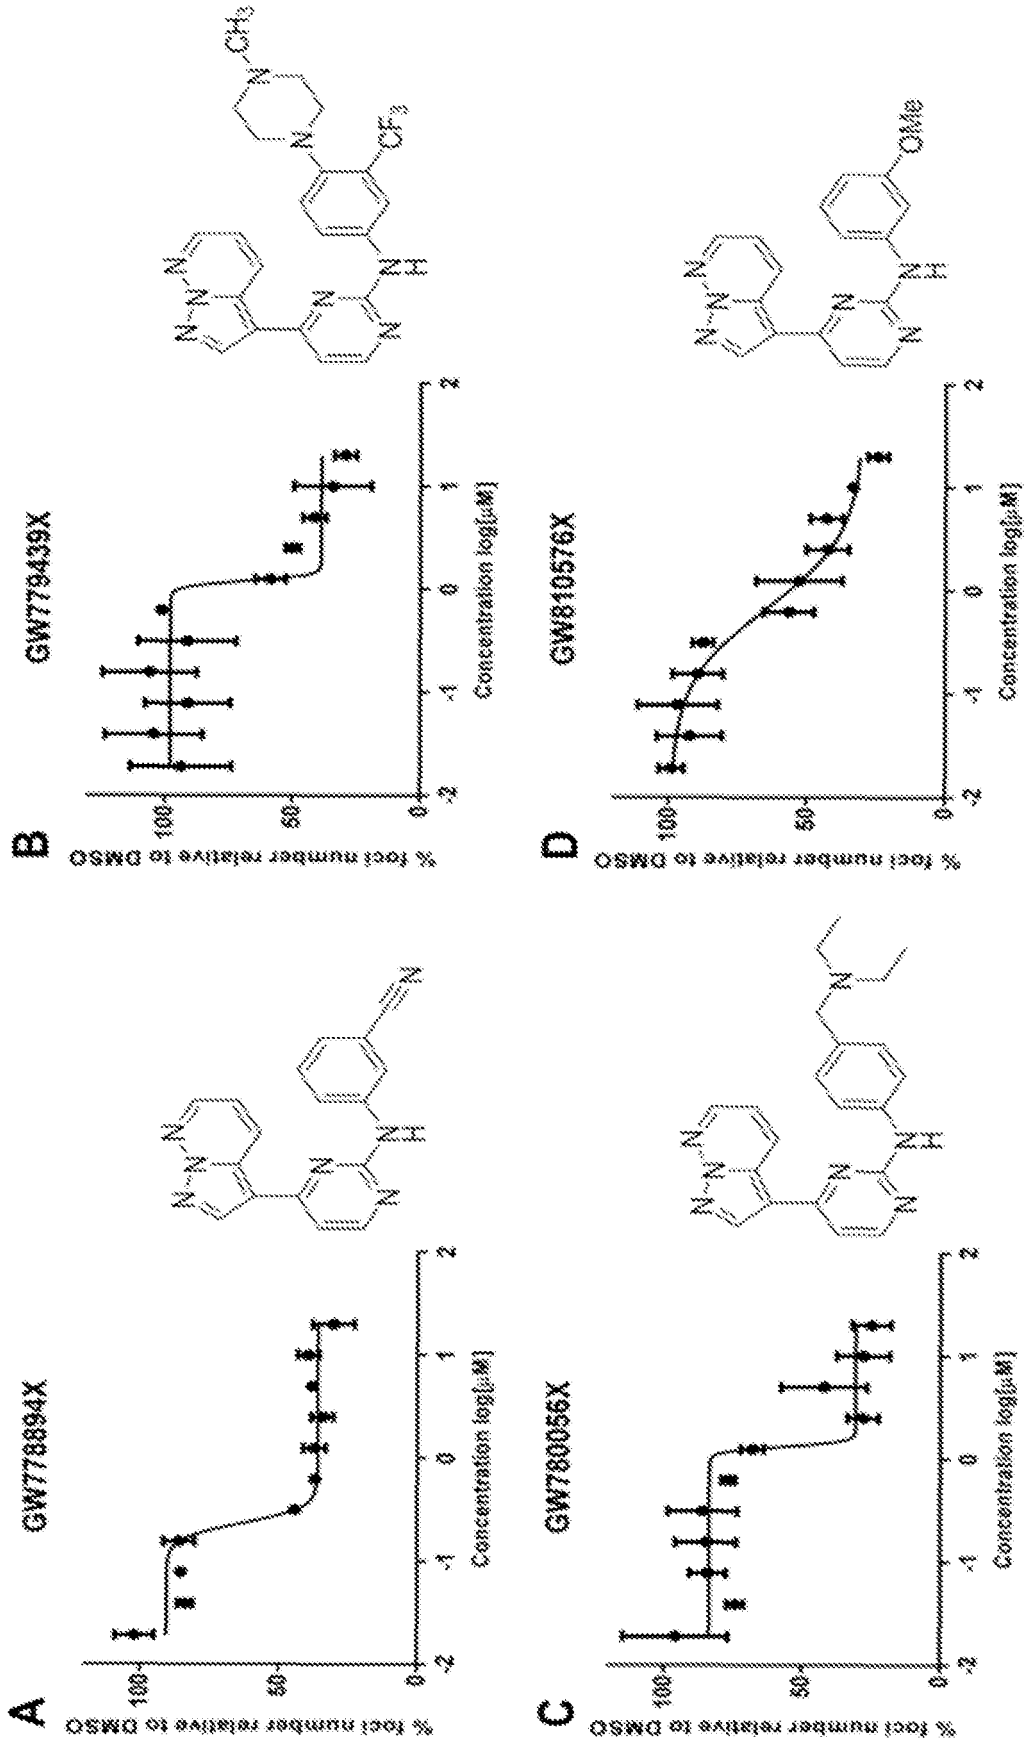 A
GW778894X
% foci number relative to DMSO
100
50
0
-2
-1
0
1
2
Concentration log[µM]
N
N
N
N
N
N
H
N
B
GW779439X
% foci number relative to DMSO
100
50
0
-2
-1
0
1
2
Concentration log[µM]
N
N
N
N
N
N
H
CF3
N
N
CH3
C
GW780056X
% foci number relative to DMSO
100
50
0
-2
-1
0
1
2
Concentration log[µM]
N
N
N
N
N
N
H
N
D
GW810576X
% foci number relative to DMSO
100
50
0
-2
-1
0
1
2
Concentration log[µM]
N
N
N
N
N
N
H
OMe